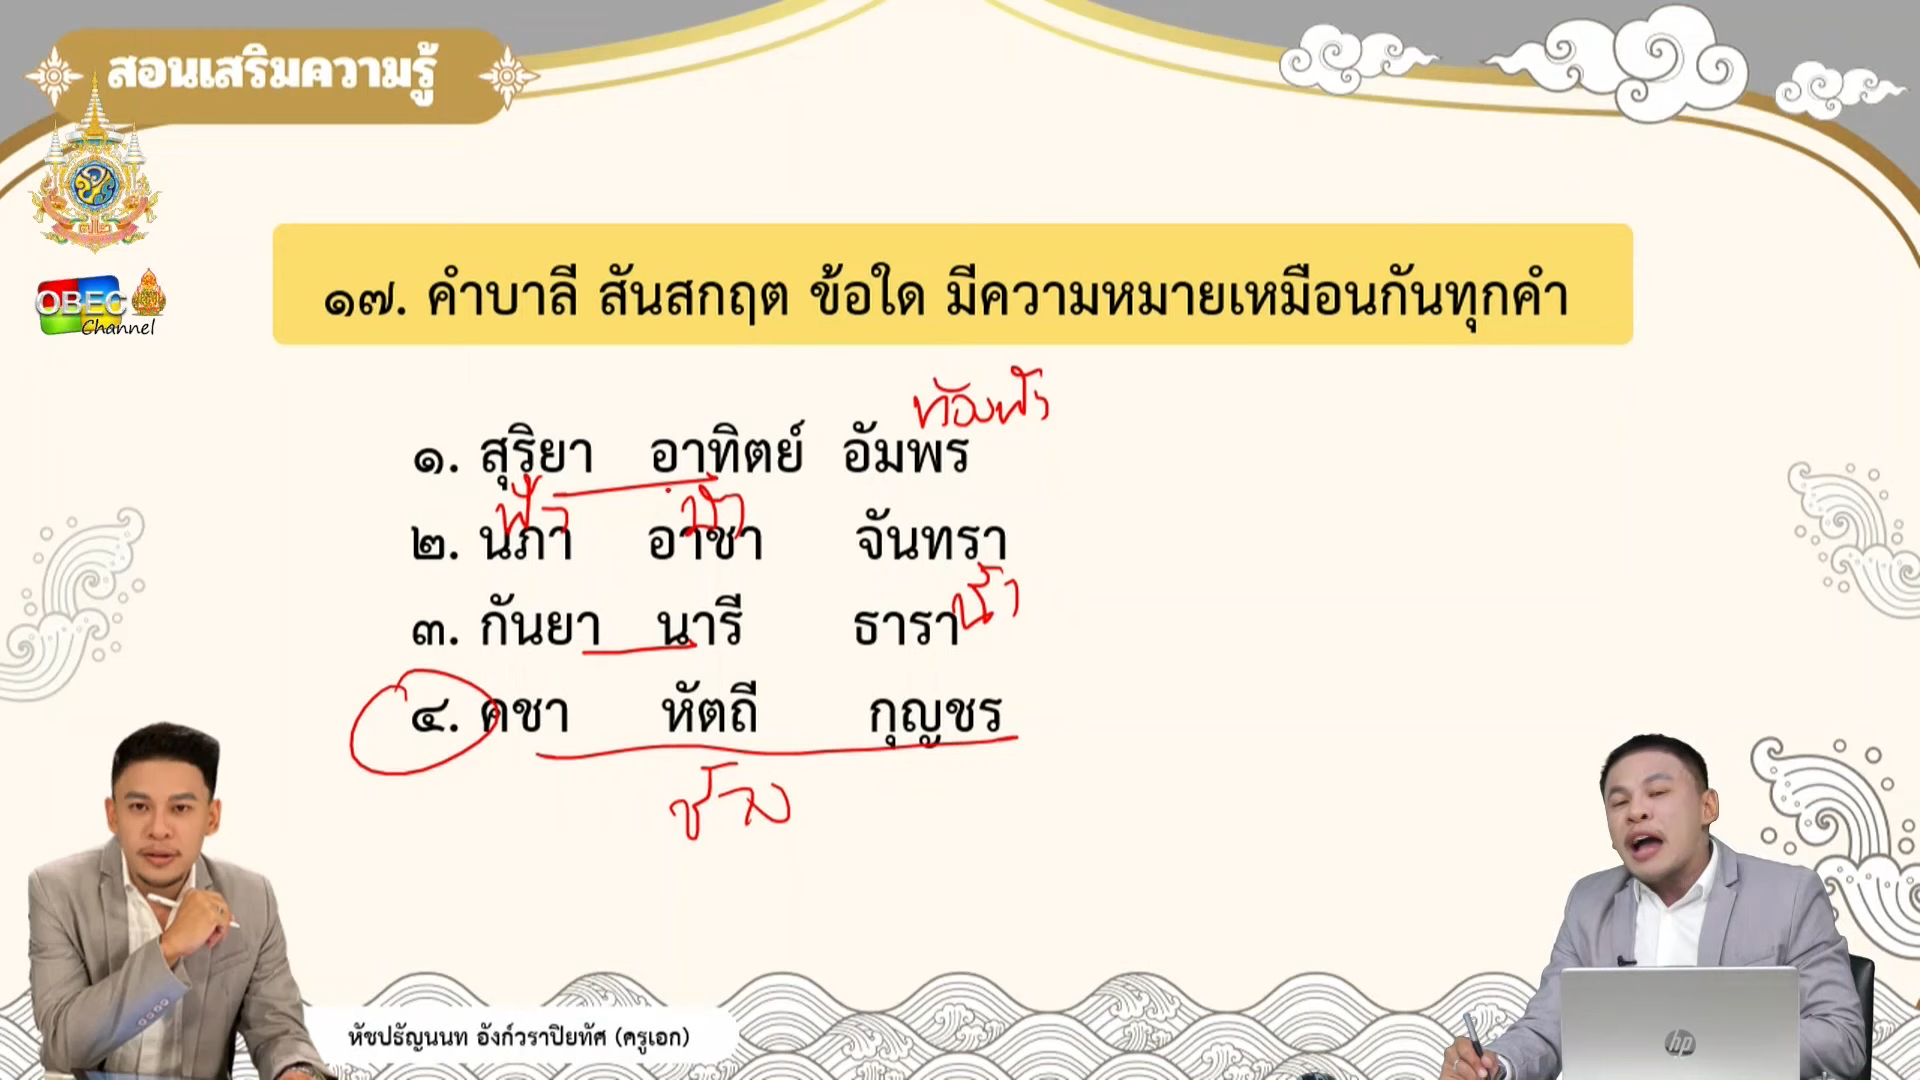 สอนเสริมความรู้
OBEC
Channel
๑๗. คำบาลี สันสกฤต ข้อใด มีความหมายเหมือนกันทุกคำ
ท้องฟ้า
๑. สุริยา อาทิตย์ อัมพร
ฟ้า ม้า
๒. นภา อาชา จันทรา
น้ำ
๓. กันยา นารี ธารา
๔. คชา หัตถี กุญชร
ช้าง
หัชปรัญนนท อังก์วราปิยทัศ (ครูเอก)
hp